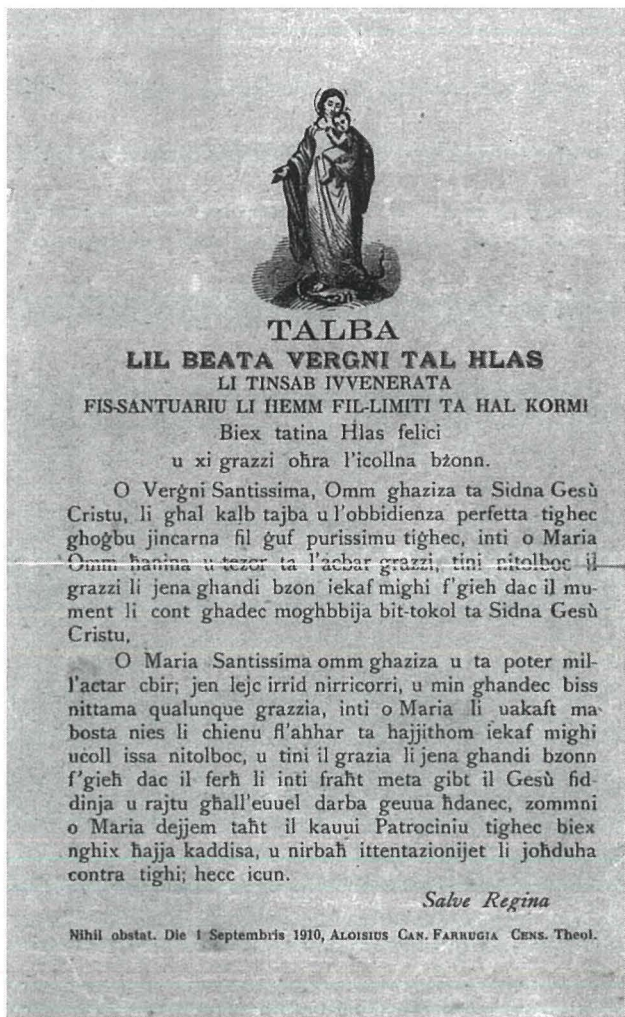 TALBA
LIL BEATA VERGNI TAL HLAS
LI TINSAB IVVENERATA
FIS-SANTUARIU LI HEMM FIL-LIMITI TA HAL KORMI
Biex tatina Hlas felici
u xi grazzi oħra l'icollna bżonn.
O Verġni Santissima, Omm ghaziza ta Sidna Gesù
Cristu, li ghal kalb tajba u l'obbidienza perfetta tighec
ghoġbu jincarna fil ġuf purissimu tiġhec, inti o Maria
Omm ħanina u tezor ta l'acbar grazzi, tini nitolboc il
grazzi li jena ghandi bzon iekaf mighi f'gieh dac il mu-
ment li cont ghadec moghbbija bit-tokol ta Sidna Gesù
Cristu,
O Maria Santissima omm ghaziza u ta poter mil-
l'actar cbir; jen lejc irrid nirricorri, u min ghandec biss
nittama qualunque grazzia, inti o Maria li uakaft ma-
bosta nies li chienu fl'ahhar ta hajjithom iekaf mighi
ucoll issa nitolboc, u tini il grazia li jena ghandi bzonn
f'gieħ dac il ferħ li inti fraħt meta gibt il Gesù fid-
dinja u rajtu għall'euuel darba geuua ħdanec, zommni
o Maria dejjem taħt il kauui Patrociniu tighec biex
nghix ħajja kaddisa, u nirbaħ ittentazionijet li joħduha
contra tighi; hecc icun.
Salve Regina
Nihil obstat. Die 1 Septembris 1910, ALOISIUS CAN. FARRUGIA CENS. Theol.